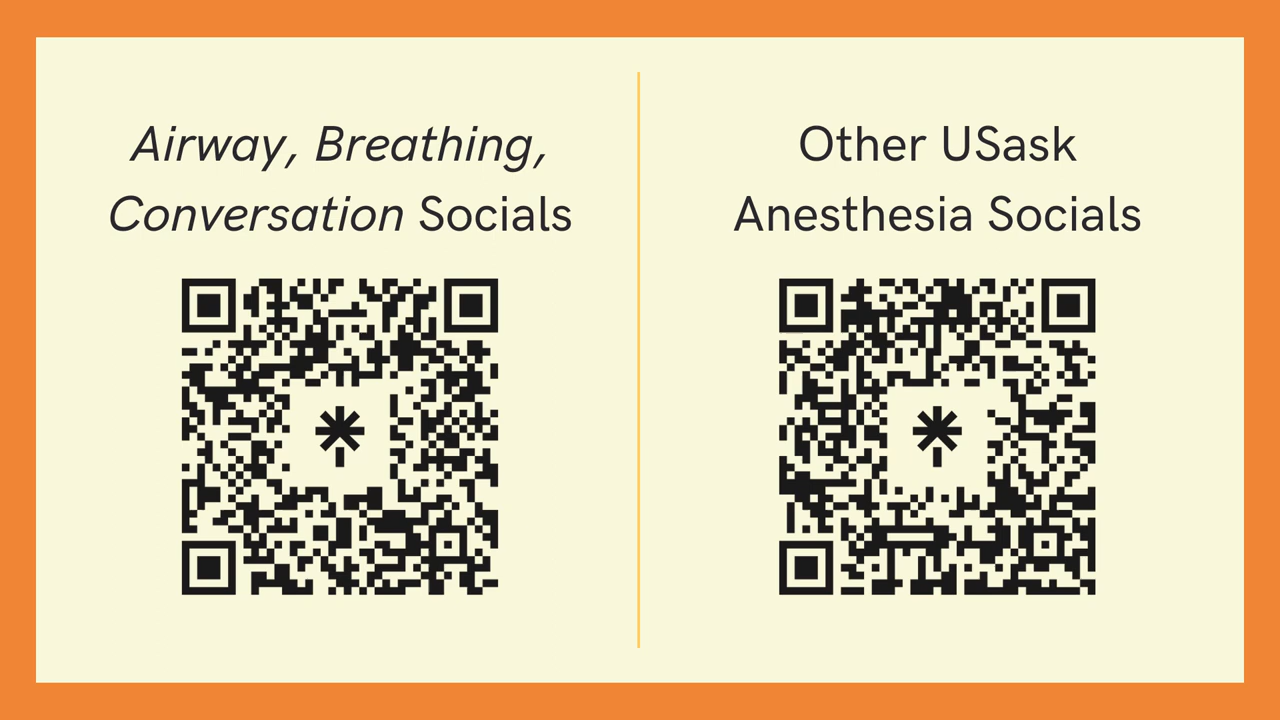 Airway, Breathing,
Conversation Socials
Other USask
Anesthesia Socials